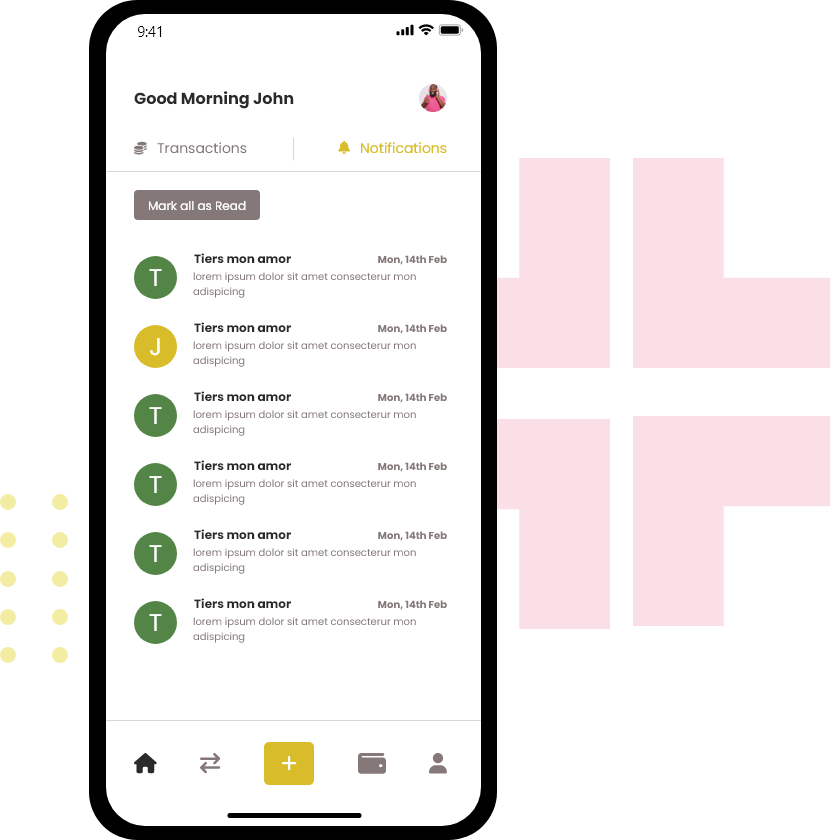 9:41
Good Morning John
Transactions
Notifications
Mark all as Read
T
Tiers mon amor
Mon, 14th Feb
lorem ipsum dolor sit amet consecterur mon
adispicing
J
Tiers mon amor
Mon, 14th Feb
lorem ipsum dolor sit amet consecterur mon
adispicing
T
Tiers mon amor
Mon, 14th Feb
lorem ipsum dolor sit amet consecterur mon
adispicing
T
Tiers mon amor
Mon, 14th Feb
lorem ipsum dolor sit amet consecterur mon
adispicing
T
Tiers mon amor
Mon, 14th Feb
lorem ipsum dolor sit amet consecterur mon
adispicing
T
Tiers mon amor
Mon, 14th Feb
lorem ipsum dolor sit amet consecterur mon
adispicing